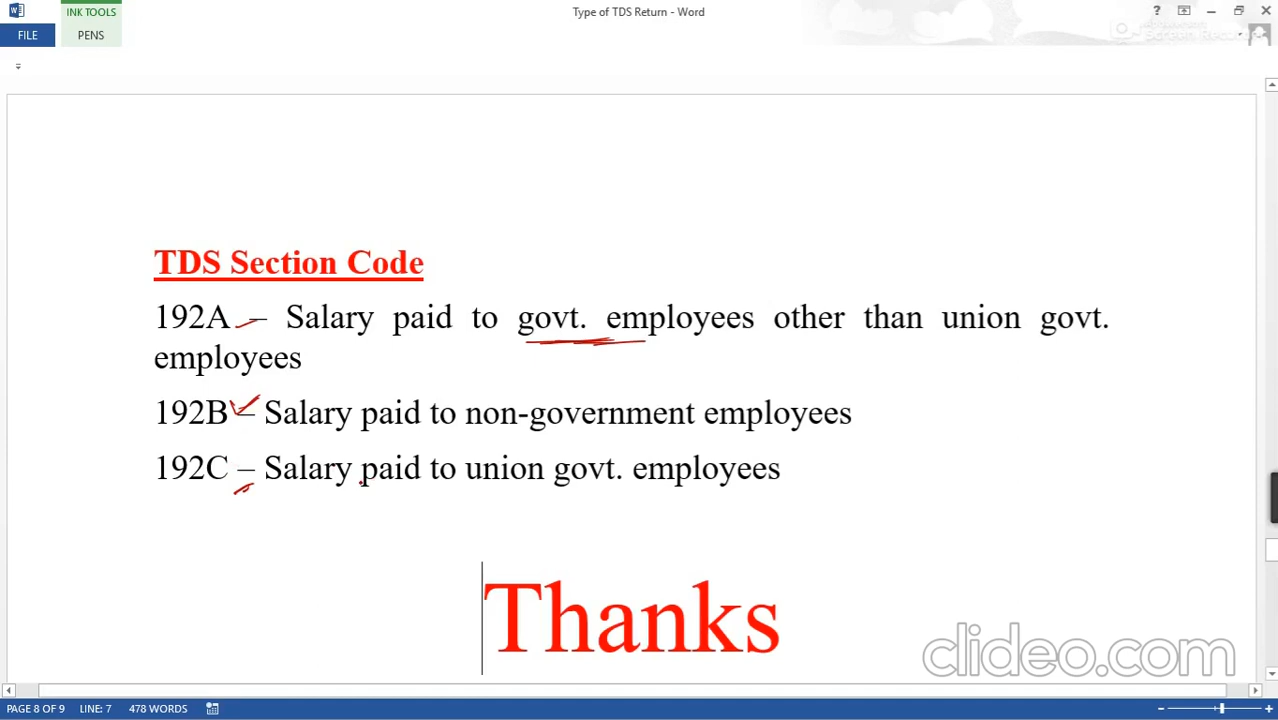 INK TOOLS
Type of TDS Return - Word
?
FILE
PENS
TDS Section Code
192A – Salary paid to govt. employees other than union govt.
employees
192B – Salary paid to non-government employees
192C – Salary paid to union govt. employees
Thanks
clideo.com
PAGE 8 OF 9 LINE: 7 478 WORDS